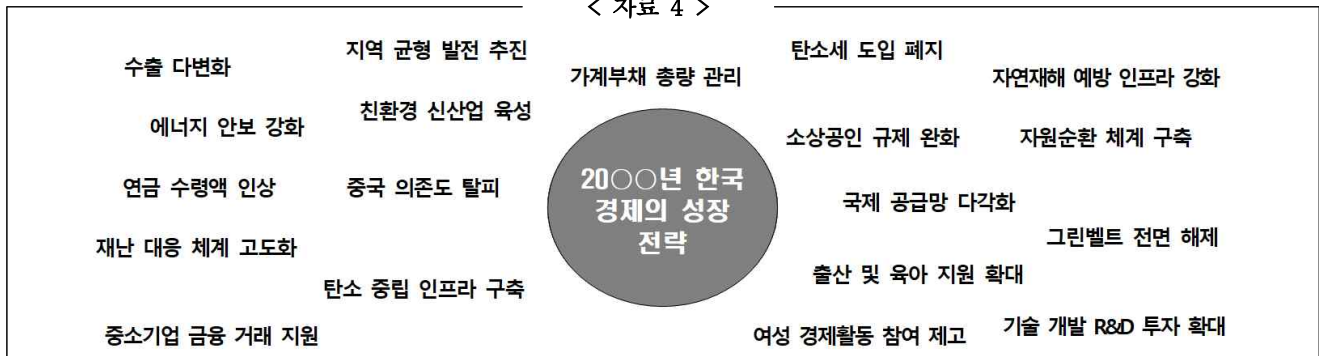 < 자료 4 >
수출 다변화
지역 균형 발전 추진
가계부채 총량 관리
탄소세 도입 폐지
자연재해 예방 인프라 강화
에너지 안보 강화
친환경 신산업 육성
소상공인 규제 완화
자원순환 체계 구축
연금 수령액 인상
중국 의존도 탈피
20○○년 한국
경제의 성장
전략
국제 공급망 다각화
그린벨트 전면 해제
재난 대응 체계 고도화
탄소 중립 인프라 구축
출산 및 육아 지원 확대
중소기업 금융 거래 지원
여성 경제활동 참여 제고
기술 개발 R&D 투자 확대